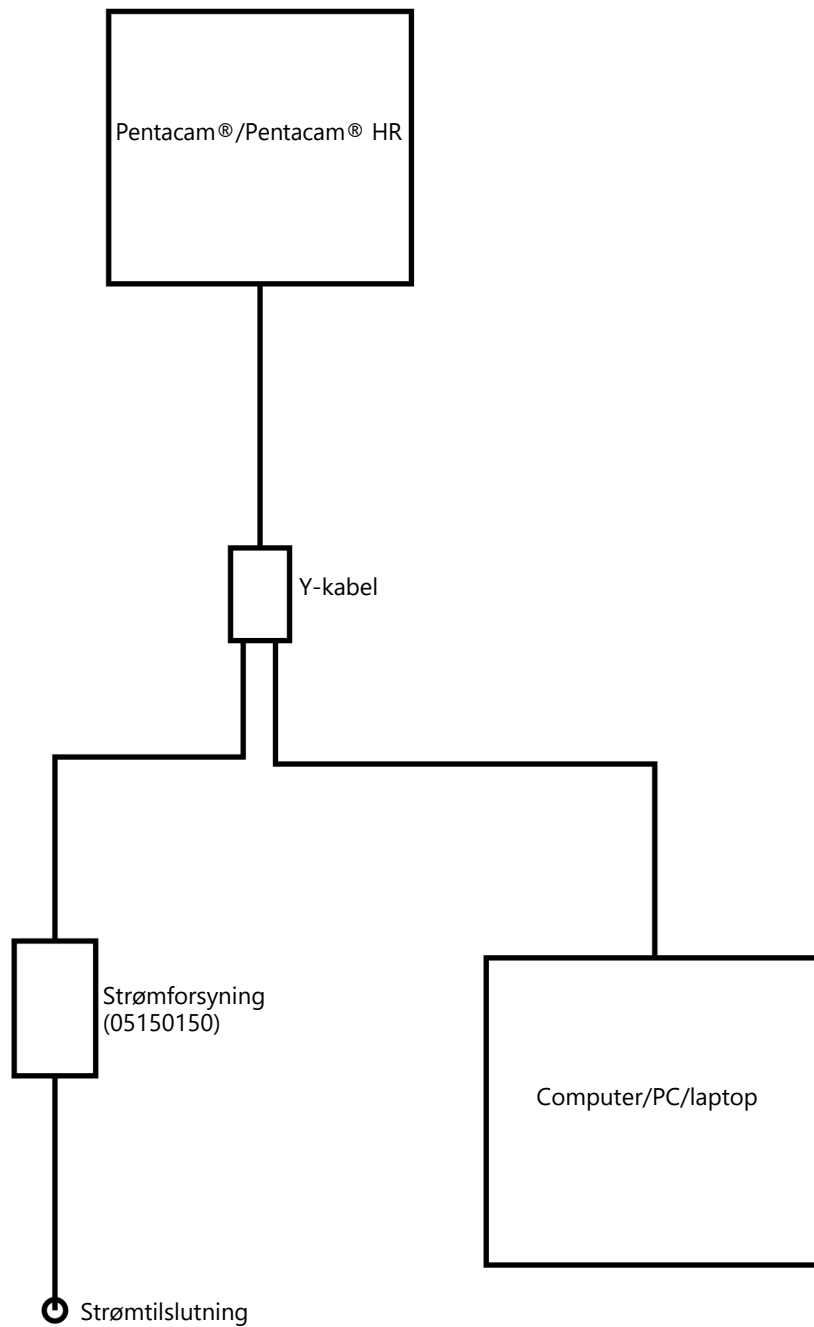 Pentacam®/Pentacam® HR
Y-kabel
Strømforsyning
(05150150)
Computer/PC/laptop
Strømtilslutning